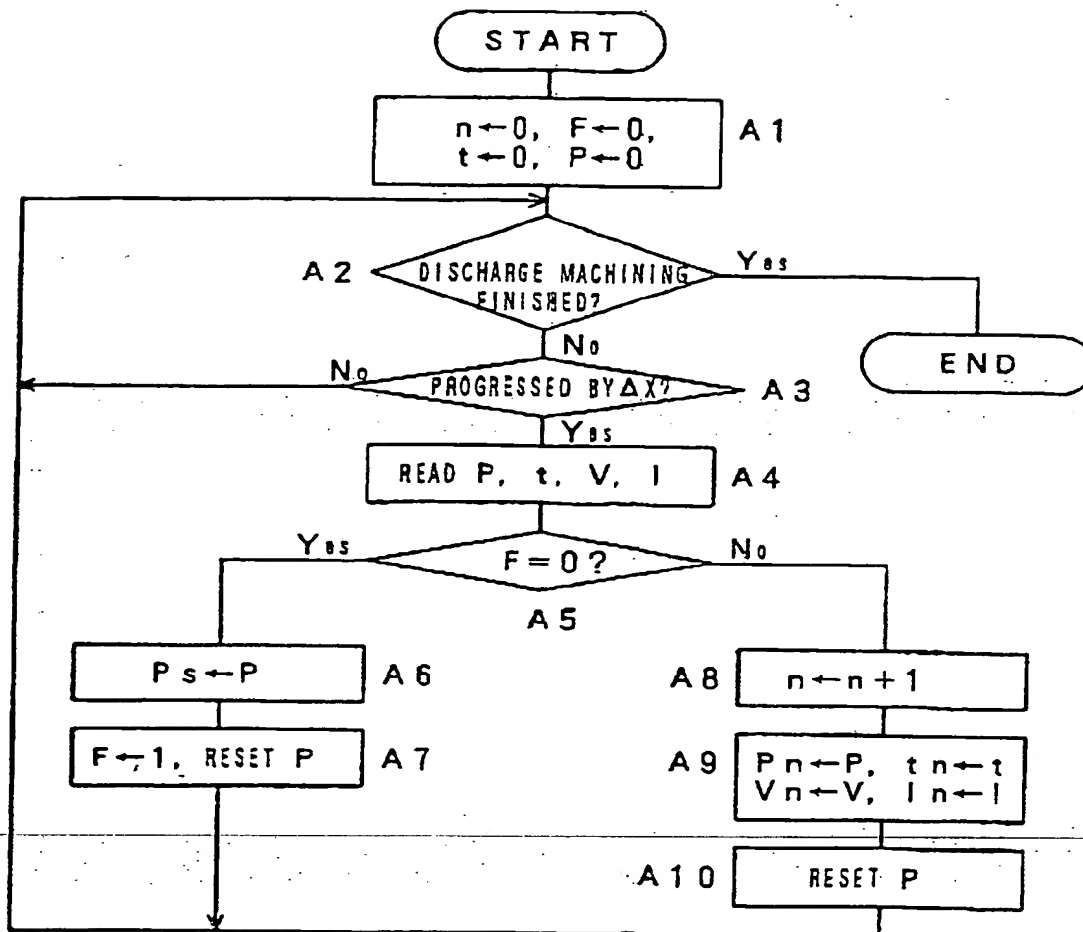 START
n←0, F←0,
t←0, P←0
A1
A2
DISCHARGE MACHINING
FINISHED?
Yes
END
No
No
PROGRESSED BY ΔX?
A3
Yes
READ P, t, V, I
A4
Yes
F=0?
No
A5
Ps←P
A6
A8
n←n+1
F←1, RESET P
A7
A9
Pn←P, tn←t
Vn←V, In←I
A10
RESET P